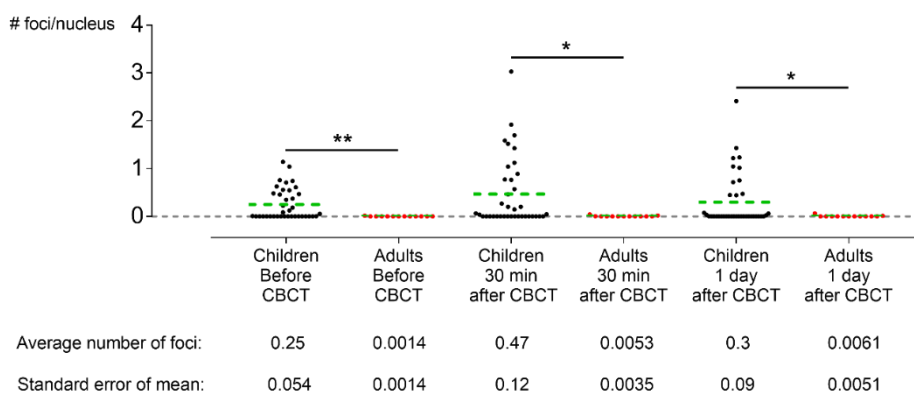 # foci/nucleus
4
3
2
1
0
**
*
*
Children Before CBCT
Adults Before CBCT
Children 30 min after CBCT
Adults 30 min after CBCT
Children 1 day after CBCT
Adults 1 day after CBCT
Average number of foci: 0.25 0.0014 0.47 0.0053 0.3 0.0061
Standard error of mean: 0.054 0.0014 0.12 0.0035 0.09 0.0051